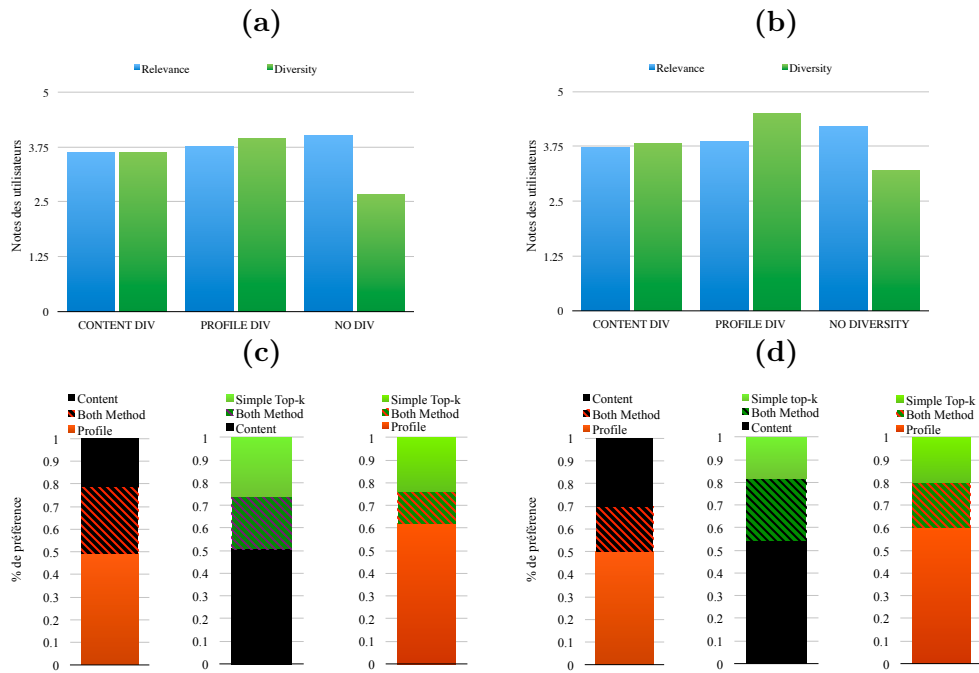 (a)
Relevance Diversity
5
3.75
2.5
1.25
0
Notes des utilisateurs
CONTENT DIV PROFILE DIV NO DIV
(b)
Relevance Diversity
5
3.75
2.5
1.25
0
Notes des utilisateurs
CONTENT DIV PROFILE DIV NO DIVERSITY
(c)
Content
Both Method
Profile
1
0.9
0.8
0.7
0.6
0.5
0.4
0.3
0.2
0.1
0
% de préférence
Simple Top-k
Both Method
Content
1
0.9
0.8
0.7
0.6
0.5
0.4
0.3
0.2
0.1
0
Simple Top-k
Both Method
Profile
1
0.9
0.8
0.7
0.6
0.5
0.4
0.3
0.2
0.1
0
(d)
Content
Both Method
Profile
1
0.9
0.8
0.7
0.6
0.5
0.4
0.3
0.2
0.1
0
% de préférence
Simple top-k
Both Method
Content
1
0.9
0.8
0.7
0.6
0.5
0.4
0.3
0.2
0.1
0
Simple Top-k
Both Method
Profile
1
0.9
0.8
0.7
0.6
0.5
0.4
0.3
0.2
0.1
0